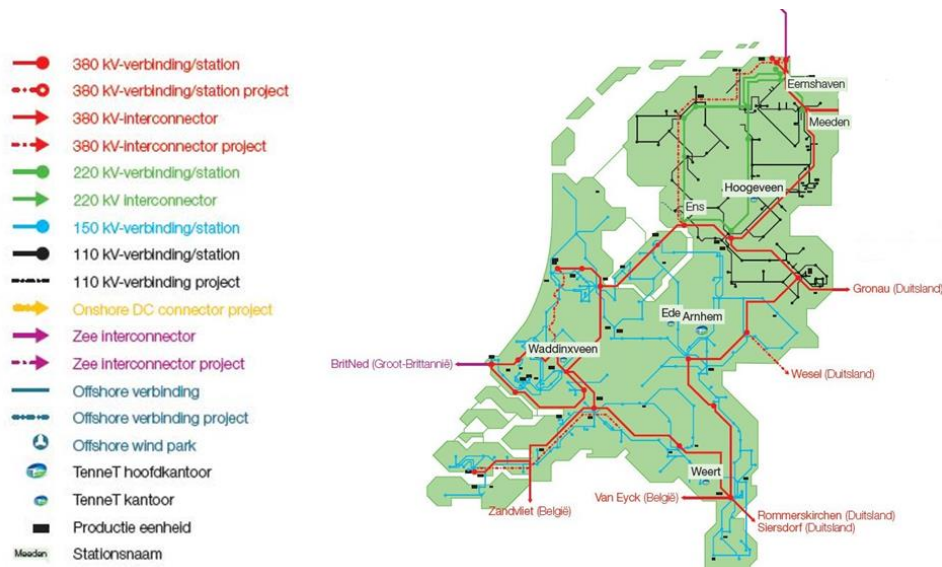 380 kV-verbinding/station
380 kV-verbinding/station project
380 kV-interconnector
380 kV-interconnector project
220 kV-verbinding/station
220 kV interconnector
150 kV-verbinding/station
110 kV-verbinding/station
110 kV-verbinding project
Onshore DC connector project
Zee interconnector
Zee interconnector project
Offshore verbinding
Offshore verbinding project
Offshore wind park
TenneT hoofdkantoor
TenneT kantoor
Productie eenheid
Meeden Stationsnaam
Eemshaven
Meeden
Hoogeveen
Ens
Gronau (Duitsland)
Ede Arnhem
Waddinxveen
BritNed (Groot-Brittannië)
Wesel (Duitsland)
Weert
Van Eyck (België)
Zandvliet (België)
Rommerskirchen (Duitsland)
Siersdorf (Duitsland)